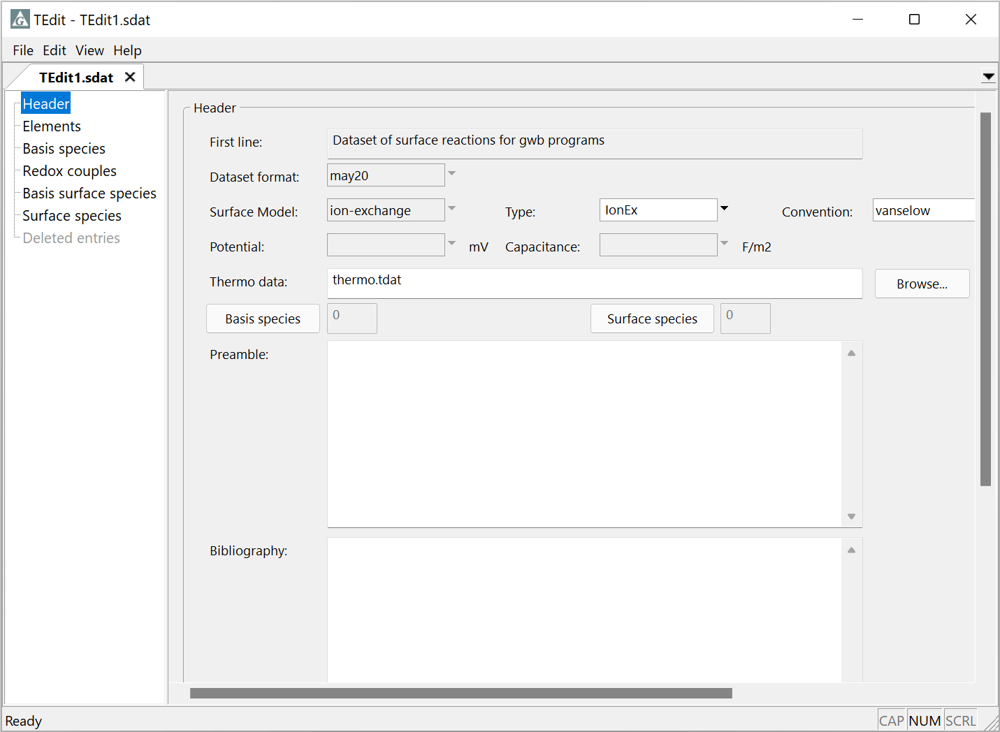 TEdit - TEdit1.sdat
File Edit View Help
TEdit1.sdat
Header
Elements
Basis species
Redox couples
Basis surface species
Surface species
Deleted entries
Header
First line: Dataset of surface reactions for gwb programs
Dataset format: may20
Surface Model: ion-exchange Type: IonEx Convention: vanselow
Potential: mV Capacitance: F/m2
Thermo data: thermo.tdat Browse...
Basis species 0 Surface species 0
Preamble:
Bibliography:
Ready CAP NUM SCRL